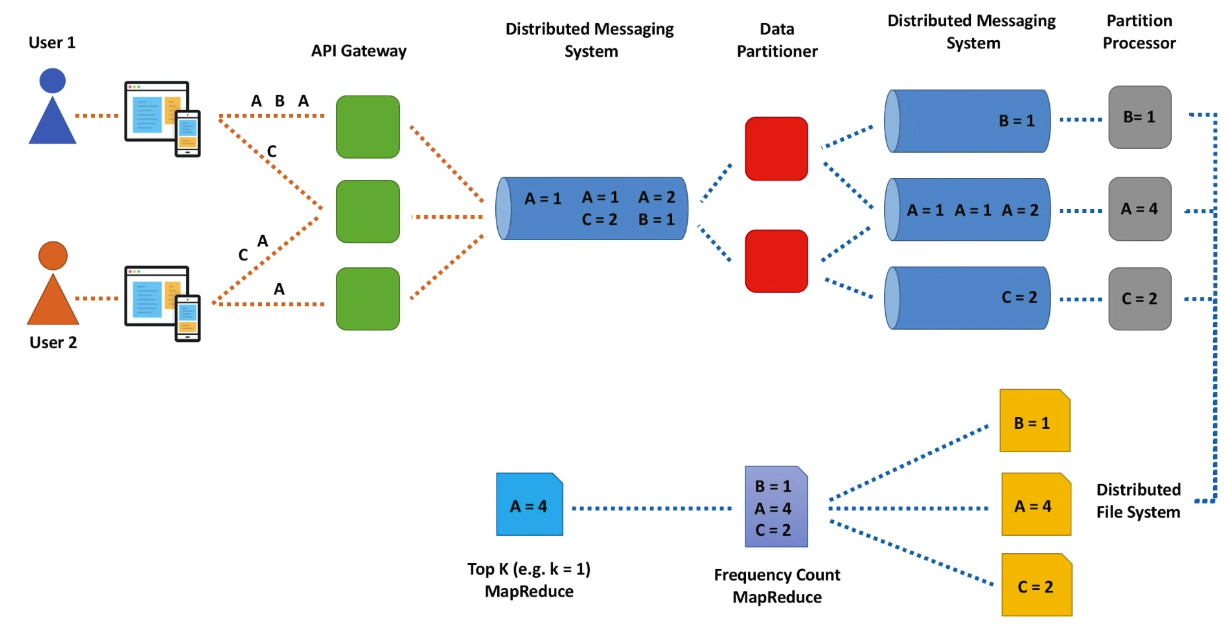 User 1
API Gateway
Distributed Messaging
System
Data
Partitioner
Distributed Messaging
System
Partition
Processor
A B A
C
A
C
A
User 2
A = 1 A = 1 A = 2
C = 2 B = 1
B = 1
A = 1 A = 1 A = 2
C = 2
B= 1
A = 4
C = 2
B = 1
A = 4
C = 2
Distributed
File System
B = 1
A = 4
C = 2
Frequency Count
MapReduce
A = 4
Top K (e.g. k = 1)
MapReduce